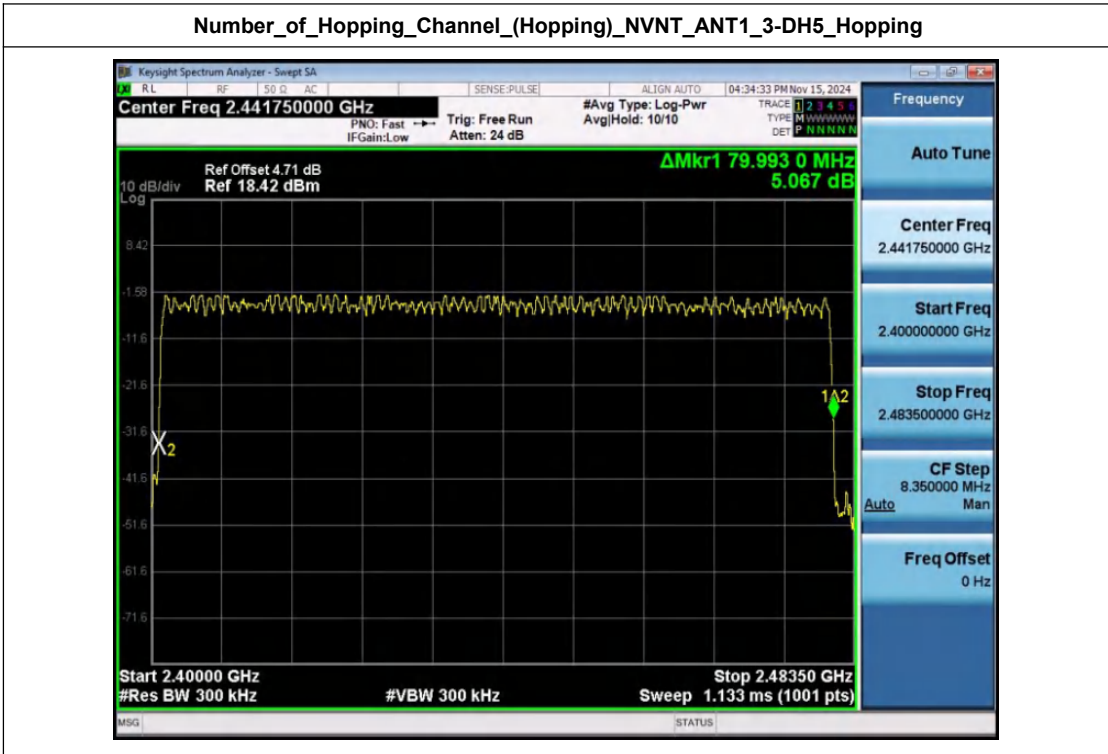 Number_of_Hopping_Channel_(Hopping)_NVNT_ANT1_3-DH5_Hopping
Keysight Spectrum Analyzer - Swept SA
LXI RL RF 50 Ω AC SENSE:PULSE ALIGN AUTO 04:34:33 PM Nov 15, 2024
Center Freq 2.441750000 GHz
PNO: Fast
IFGain:Low
Trig: Free Run
Atten: 24 dB
#Avg Type: Log-Pwr
Avg|Hold: 10/10
TRACE 1 2 3 4 5 6
TYPE M W W W W W
DET P N N N N N
Ref Offset 4.71 dB
10 dB/div Ref 18.42 dBm
Log
ΔMkr1 79.993 0 MHz
5.067 dB
8.42
-1.58
-11.6
-21.6
1Δ2
-31.6
X2
-41.6
-51.6
-61.6
-71.6
Start 2.40000 GHz Stop 2.48350 GHz
#Res BW 300 kHz #VBW 300 kHz Sweep 1.133 ms (1001 pts)
MSG STATUS
Frequency
Auto Tune
Center Freq
2.441750000 GHz
Start Freq
2.400000000 GHz
Stop Freq
2.483500000 GHz
CF Step
8.350000 MHz
Auto Man
Freq Offset
0 Hz